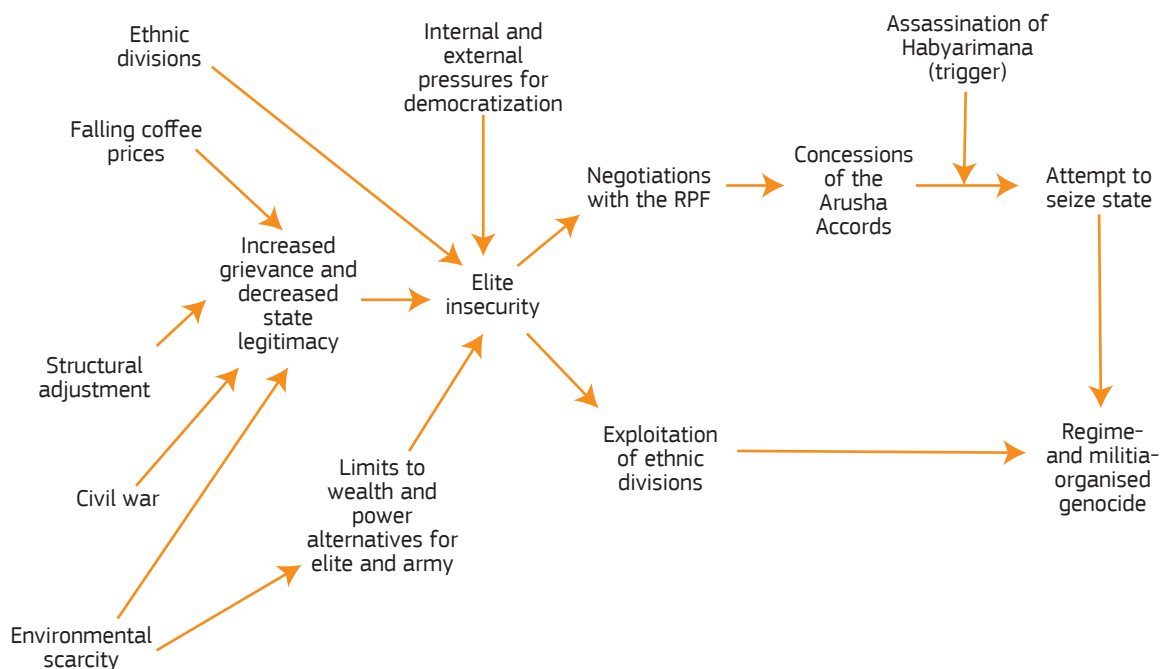 Ethnic
divisions
Internal and
external
pressures for
democratization
Assassination of
Habyarimana
(trigger)
Falling coffee
prices
Negotiations
with the RPF
Concessions
of the
Arusha
Accords
Attempt to
seize state
Increased
grievance and
decreased
state
legitimacy
Elite
insecurity
Structural
adjustment
Civil war
Limits to
wealth and
power
alternatives for
elite and army
Exploitation
of ethnic
divisions
Regime-
and militia-
organised
genocide
Environmental
scarcity